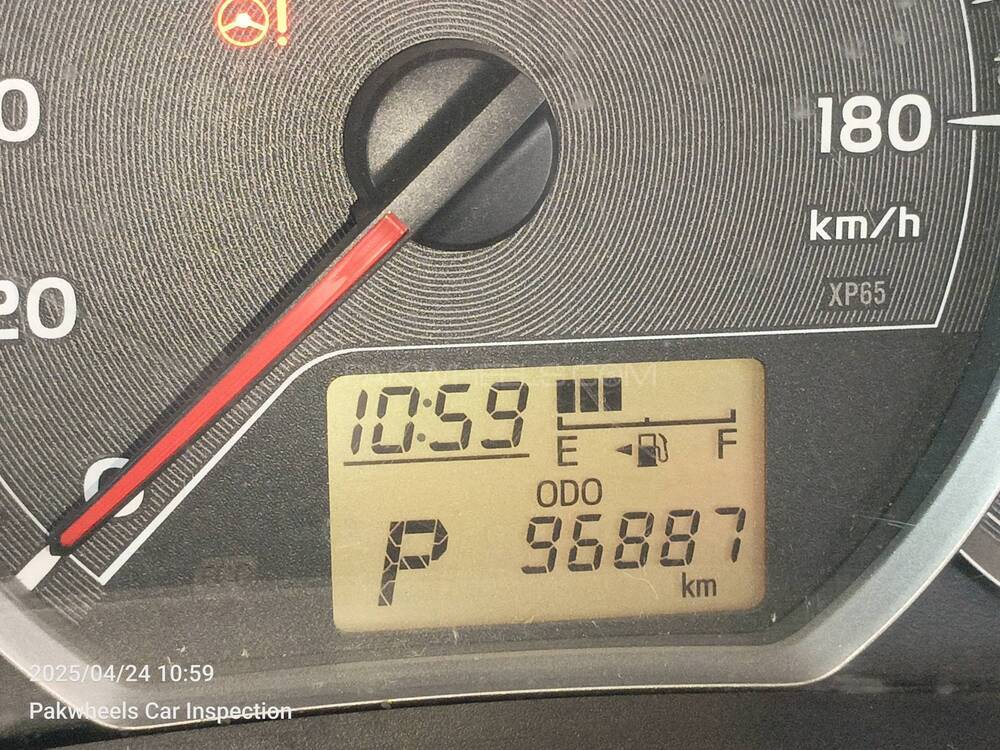 !
0
180
km/h
XP65
20
0
10:59
E F
ODO
P 96887
km
2025/04/24 10:59
Pakwheels Car Inspection